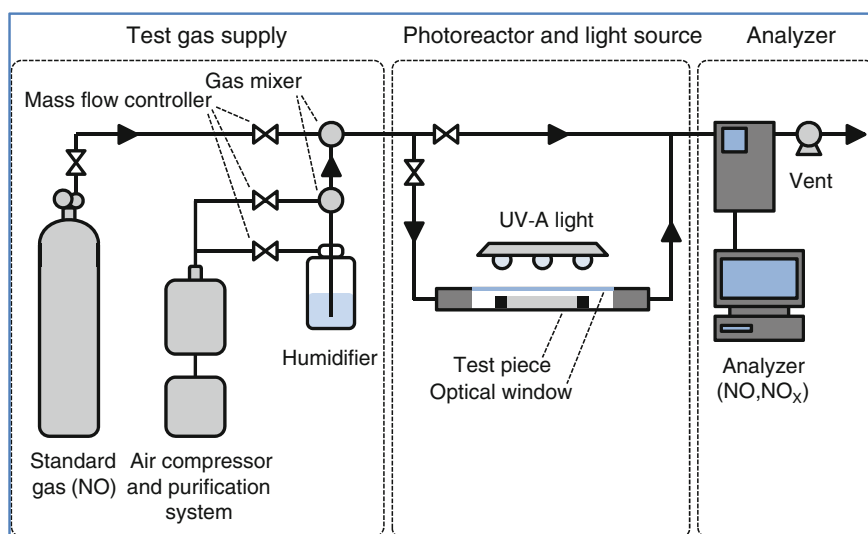 Test gas supply
Photoreactor and light source
Analyzer
Gas mixer
Mass flow controller
UV-A light
Vent
Humidifier
Test piece
Optical window
Analyzer
(NO,NOX)
Standard
gas (NO)
Air compressor
and purification
system